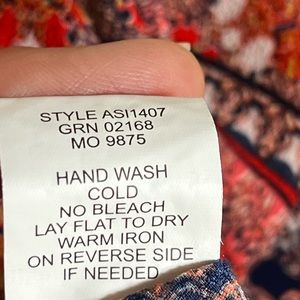 STYLE ASI1407
GRN 02168
MO 9875
HAND WASH
COLD
NO BLEACH
LAY FLAT TO DRY
WARM IRON
ON REVERSE SIDE
IF NEEDED